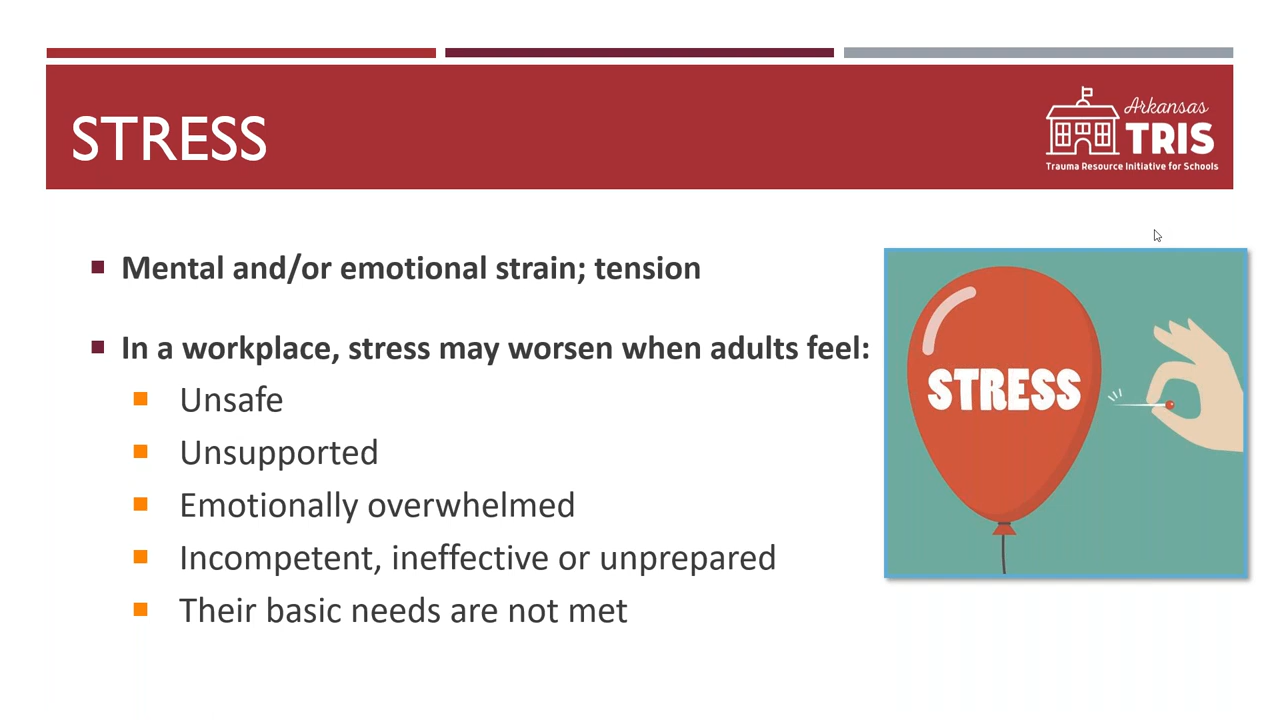 STRESS
Arkansas
TRIS
Trauma Resource Initiative for Schools
Mental and/or emotional strain; tension
In a workplace, stress may worsen when adults feel:
Unsafe
Unsupported
Emotionally overwhelmed
Incompetent, ineffective or unprepared
Their basic needs are not met
STRESS